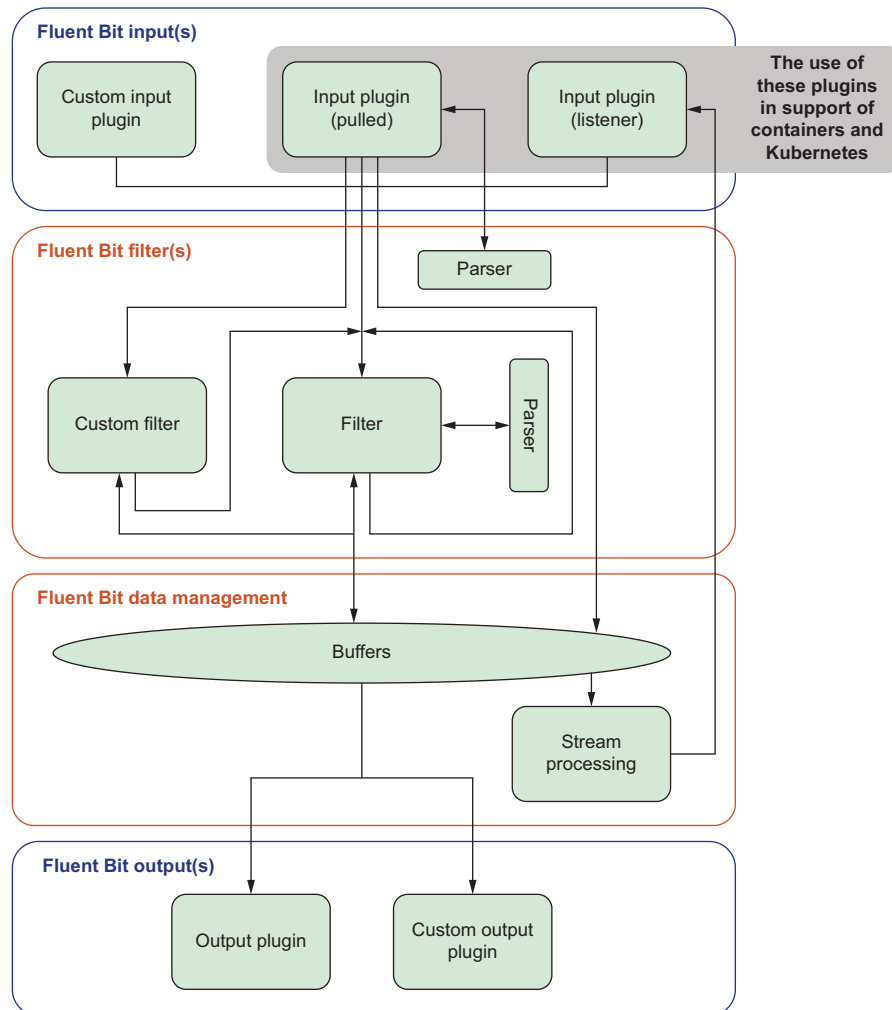 Fluent Bit input(s)
Custom input
plugin
Input plugin
(pulled)
Input plugin
(listener)
The use of
these plugins
in support of
containers and
Kubernetes
Fluent Bit filter(s)
Parser
Custom filter
Filter
Parser
Fluent Bit data management
Buffers
Stream
processing
Fluent Bit output(s)
Output plugin
Custom output
plugin